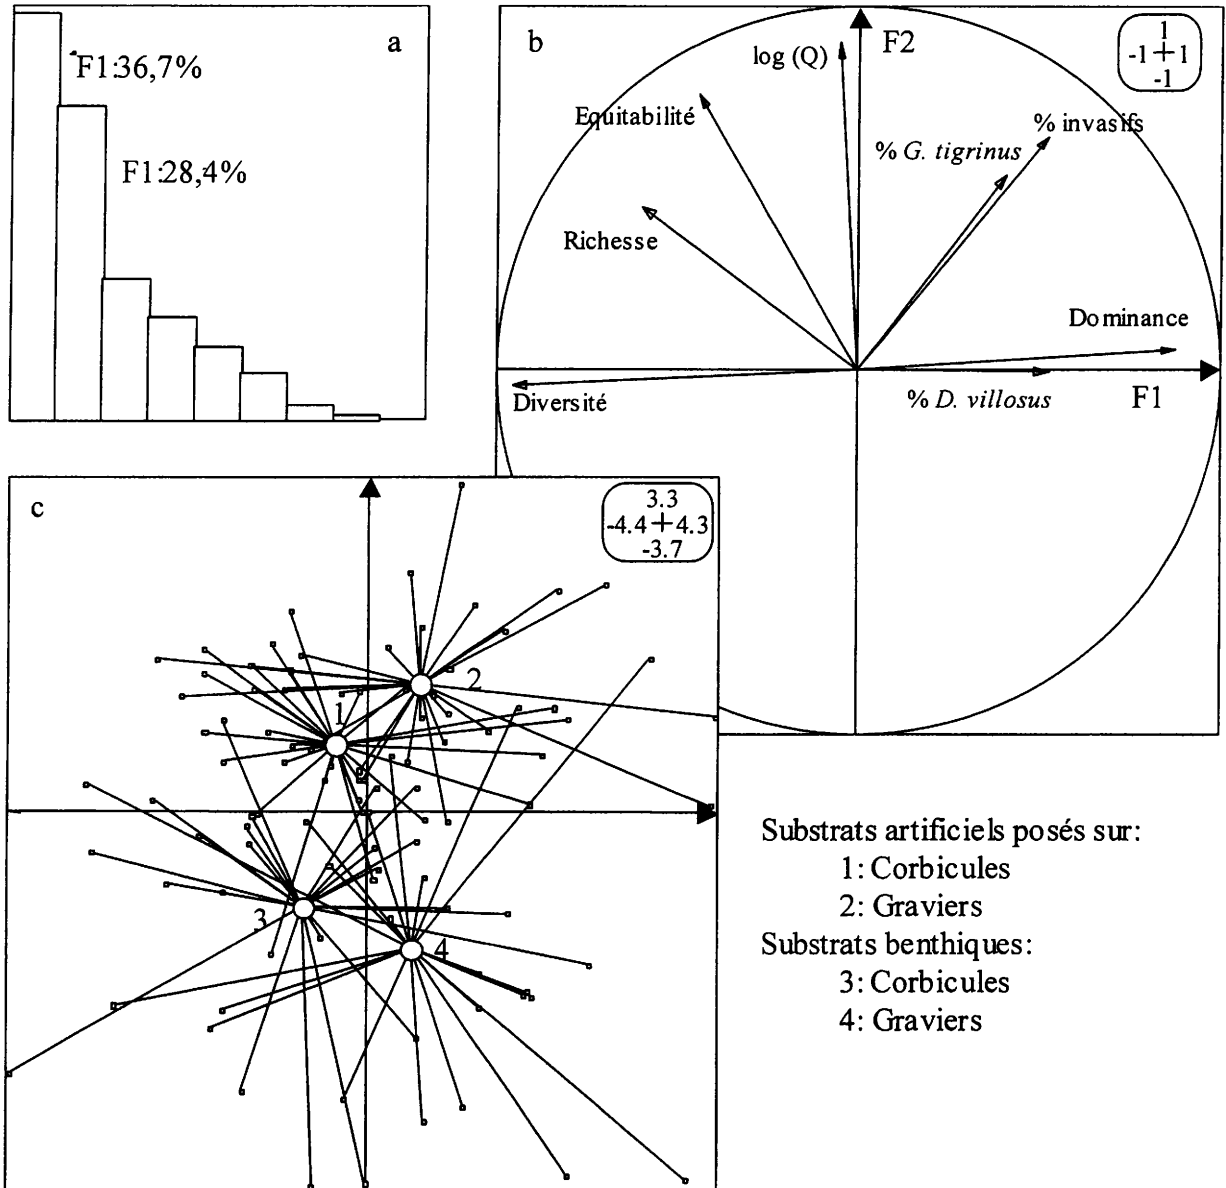 a
F1:36,7%
F1:28,4%
b
F2
log (Q)
1
-1 1
-1
Equitabilité
% invasifs
% G. tigrinus
Richesse
Dominance
Diversité
% D. villosus
F1
c
3.3
-4.4 4.3
-3.7
2
1
3
4
Substrats artificiels posés sur:
1: Corbicules
2: Graviers
Substrats benthiques:
3: Corbicules
4: Graviers